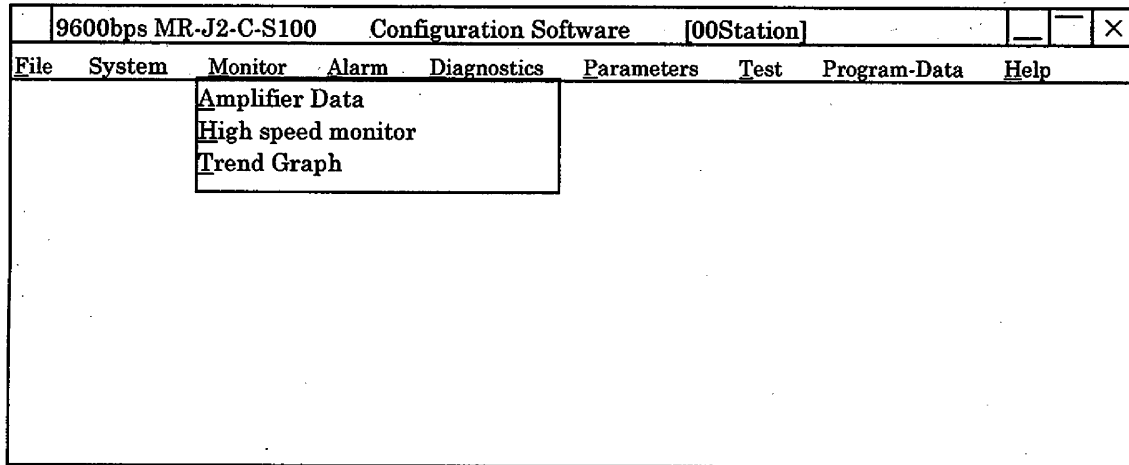 9600bps MR-J2-C-S100 Configuration Software [00Station]
File System Monitor Alarm Diagnostics Parameters Test Program-Data Help
Amplifier Data
High speed monitor
Trend Graph